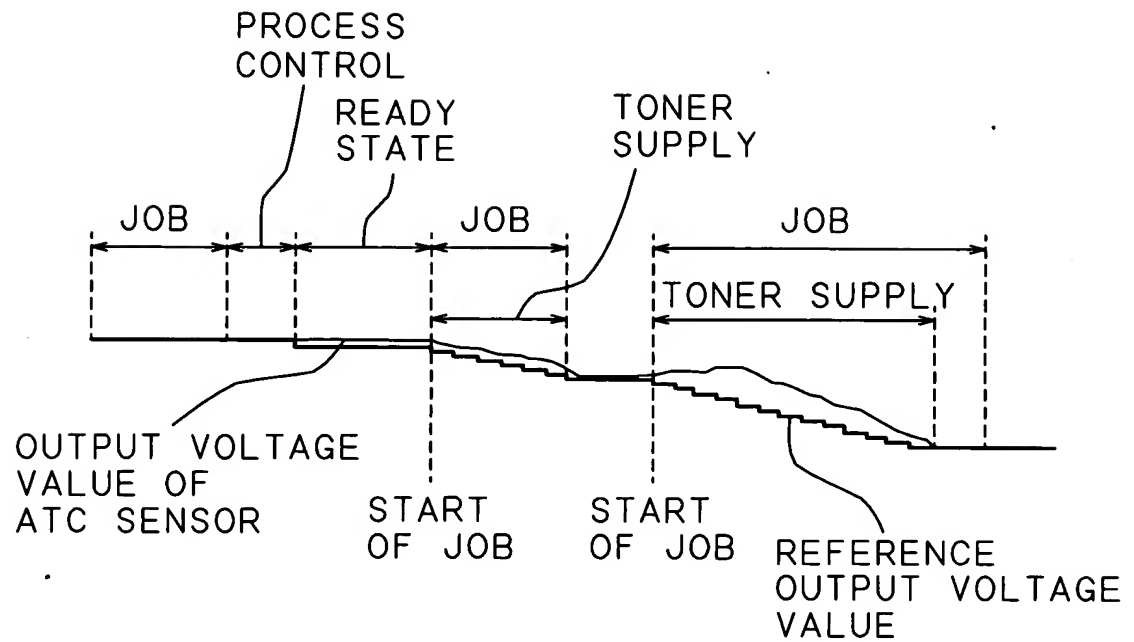 PROCESS
CONTROL
READY
STATE
TONER
SUPPLY
JOB
JOB
JOB
TONER SUPPLY
OUTPUT VOLTAGE
VALUE OF
ATC SENSOR
START
OF JOB
START
OF JOB
REFERENCE
OUTPUT VOLTAGE
VALUE